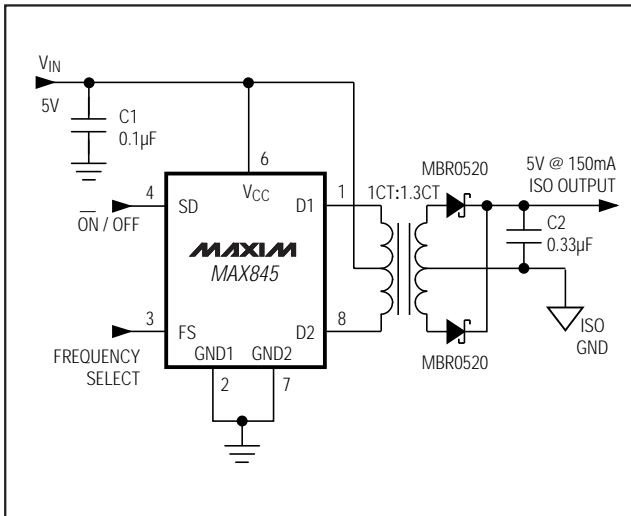 VIN
5V
C1
0.1µF
6
MBR0520
5V @ 150mA
ISO OUTPUT
4
VCC
1
1CT:1.3CT
SD
D1
ON / OFF
C2
0.33µF
MAXIM
MAX845
3
FS
D2
8
ISO
GND
FREQUENCY
SELECT
GND1
GND2
MBR0520
2
7